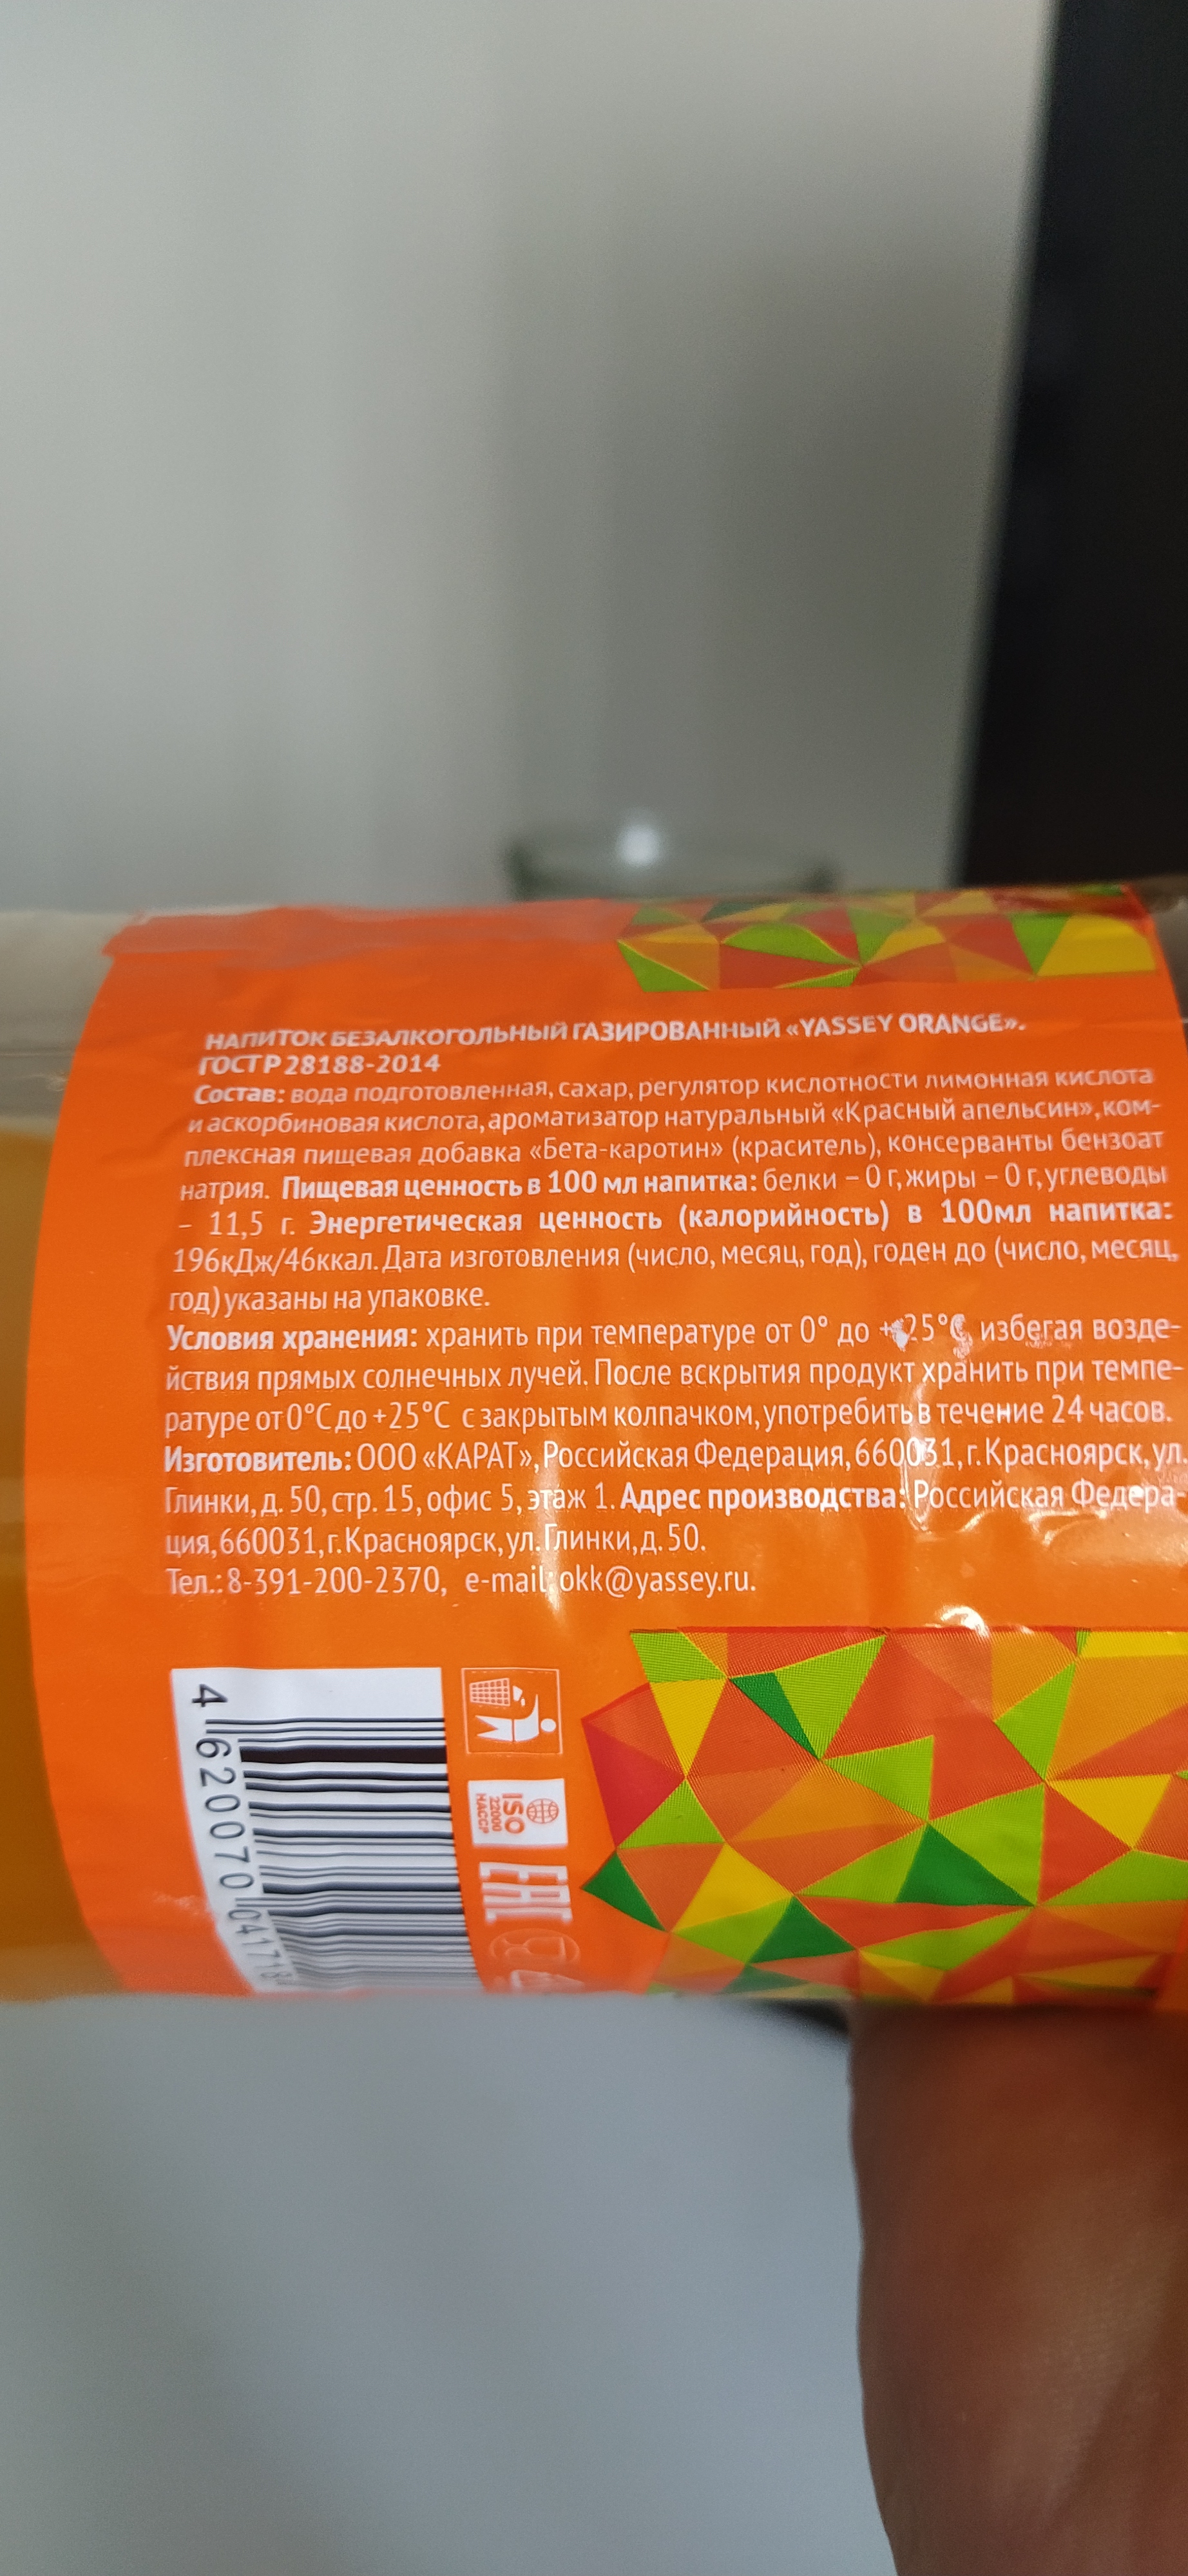 НАПИТОК БЕЗАЛКОГОЛЬНЫЙ ГАЗИРОВАННЫЙ «YASSEY ORANGE».
ГОСТ Р 28188-2014
Состав: вода подготовленная, сахар, регулятор кислотности лимонная кислота
и аскорбиновая кислота, ароматизатор натуральный «Красный апельсин», ком-
плексная пищевая добавка «Бета-каротин» (краситель), консерванты бензоат
натрия. Пищевая ценность в 100 мл напитка: белки – 0 г, жиры – 0 г, углеводы
– 11,5 г. Энергетическая ценность (калорийность) в 100мл напитка:
196кДж/46ккал. Дата изготовления (число, месяц, год), годен до (число, месяц,
год) указаны на упаковке.
Условия хранения: хранить при температуре от 0° до +25°C, избегая возде-
йствия прямых солнечных лучей. После вскрытия продукт хранить при темпе-
ратуре от 0°С до +25°С с закрытым колпачком, употребить в течение 24 часов.
Изготовитель: ООО «КАРАТ», Российская Федерация, 660031, г. Красноярск, ул.
Глинки, д. 50, стр. 15, офис 5, этаж 1. Адрес производства: Российская Федера-
ция, 660031, г. Красноярск, ул. Глинки, д. 50.
Тел.: 8-391-200-2370, e-mail: okk@yassey.ru.
4 620070 041718
ISO
22000
HACCP
EAC